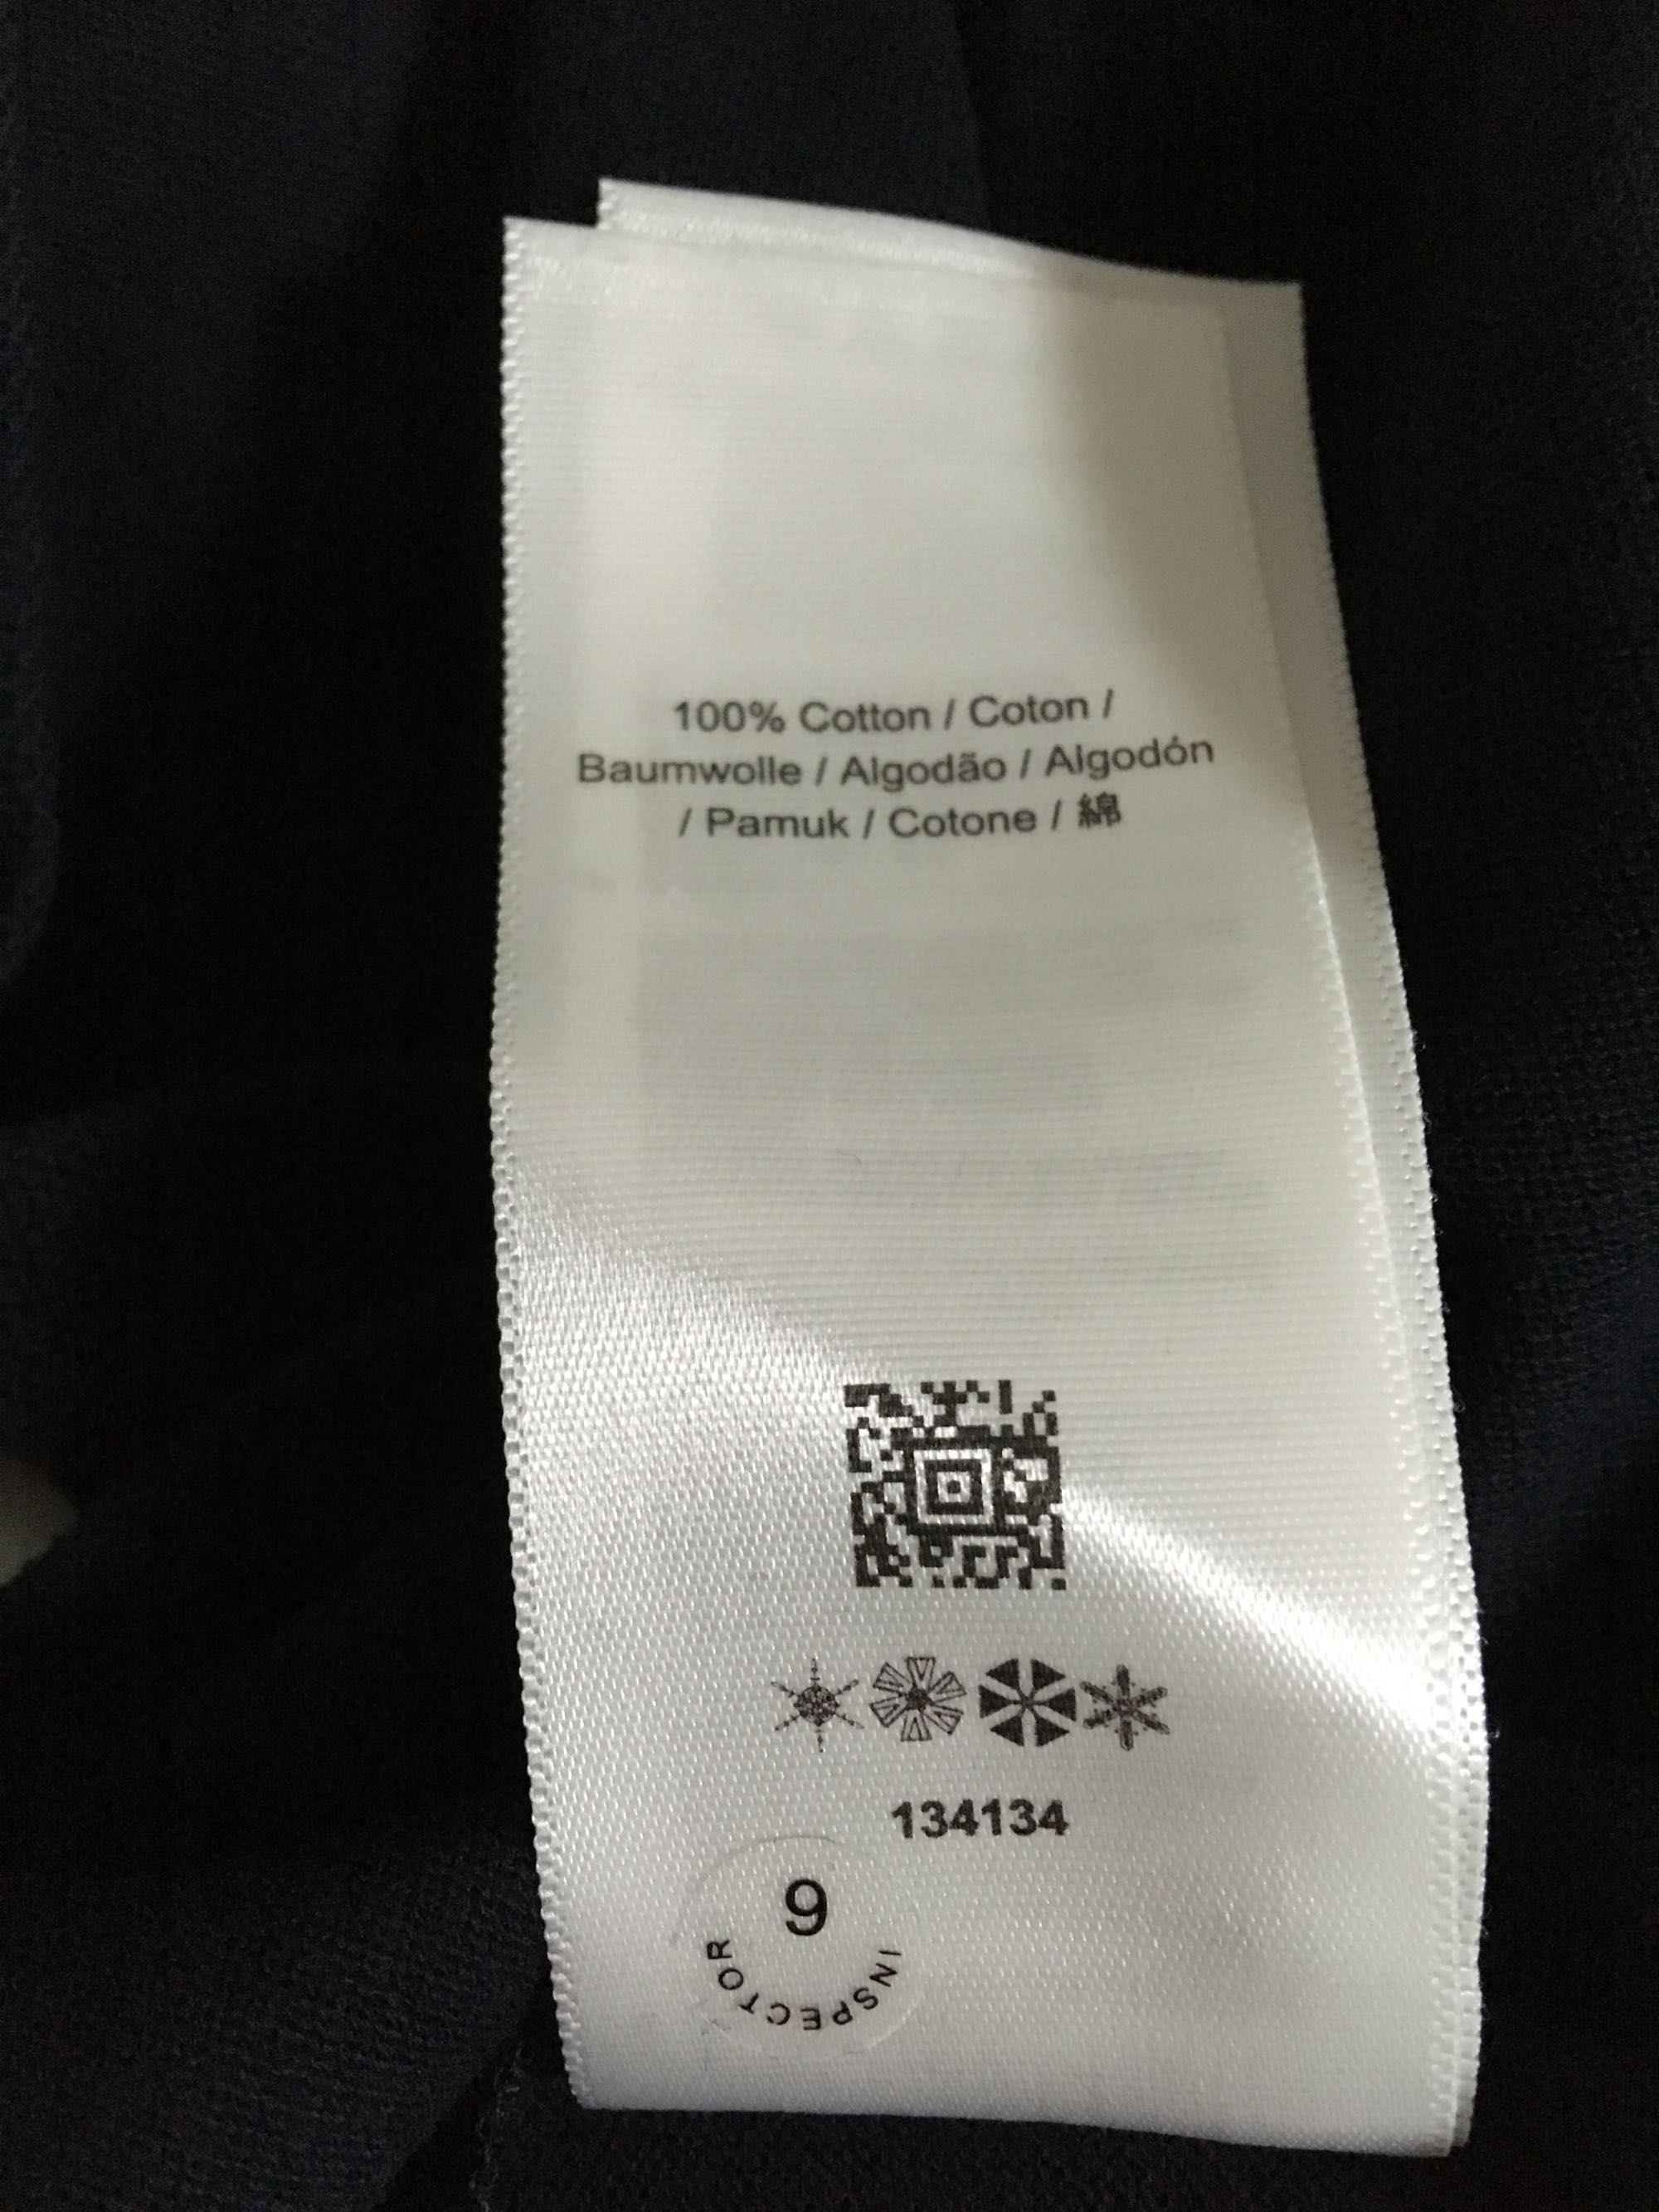 100% Cotton / Coton /
Baumwolle / Algodão / Algodón
/ Pamuk / Cotone / 綿
134134
9
INSPECTOR